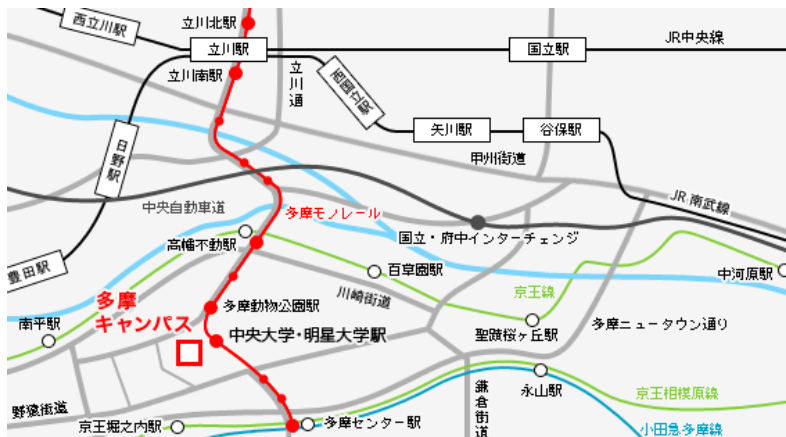 立川北駅
西立川駅
立川駅
国立駅
JR中央線
立川南駅
立川通
西国立駅
矢川駅
谷保駅
日野駅
甲州街道
JR南武線
中央自動車道
多摩モノレール
高幡不動駅
国立・府中インターチェンジ
豊田駅
百草園駅
中河原駅
川崎街道
京王線
多摩
キャンパス
多摩動物公園駅
南平駅
中央大学・明星大学駅
聖蹟桜ヶ丘駅
多摩ニュータウン通り
野猿街道
鎌倉街道
永山駅
京王相模原線
京王堀之内駅
多摩センター駅
小田急多摩線